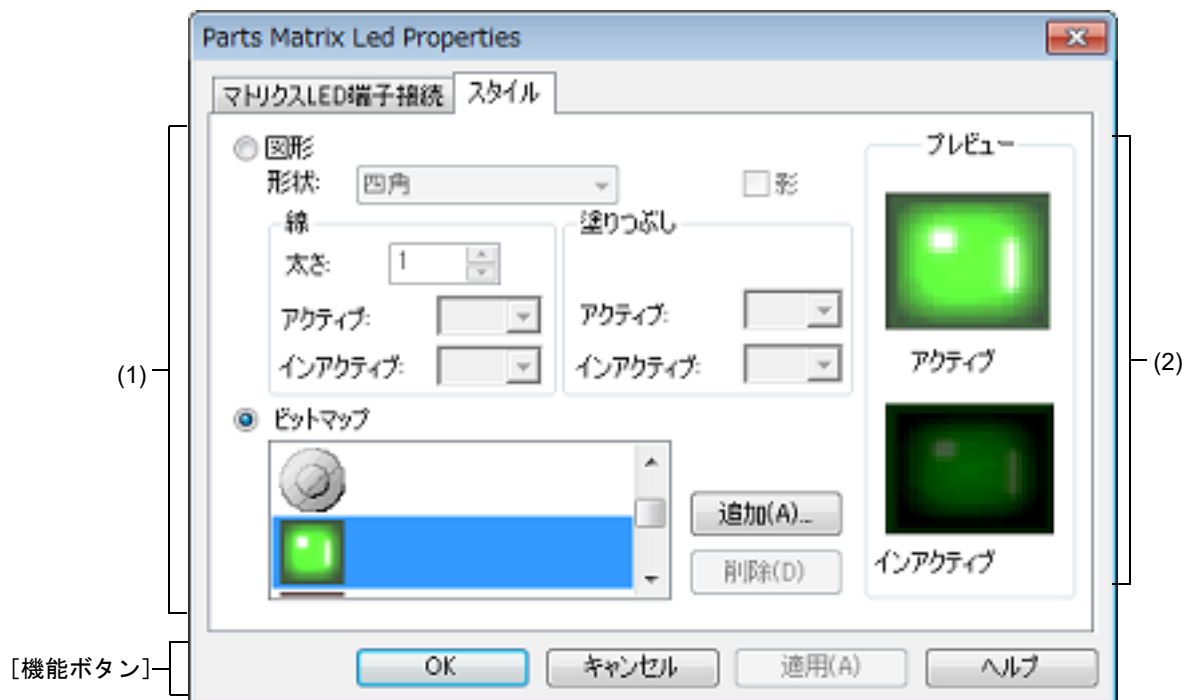 Parts Matrix Led Properties
マトリクスLED端子接続 スタイル
図形
形状: 四角 影
線
太さ: 1
アクティブ:
インアクティブ:
塗りつぶし
アクティブ:
インアクティブ:
ビットマップ
追加(A)...
削除(D)
プレビュー
アクティブ
インアクティブ
(1)
(2)
[機能ボタン]
OK キャンセル 適用(A) ヘルプ